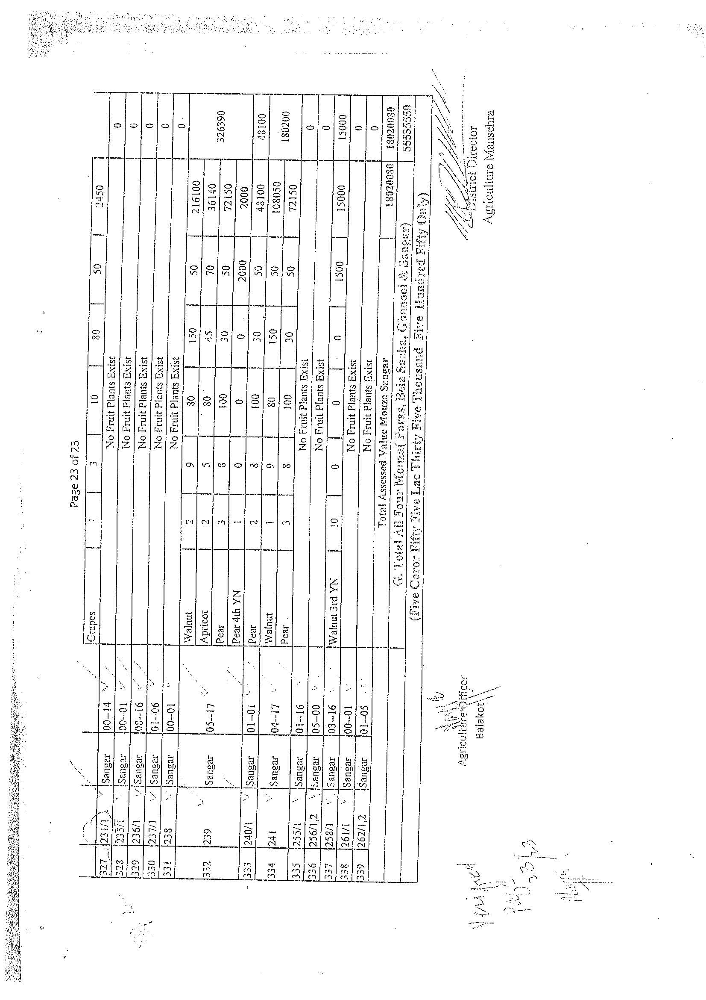 Page 23 of 23
Grapes 1 3 10 80 50 2450
327 231/1 Sangar 00--14 No Fruit Plants Exist 0
328 235/1 Sangar 00--01 No Fruit Plants Exist 0
329 236/1 Sangar 08--16 No Fruit Plants Exist 0
330 237/1 Sangar 01--06 No Fruit Plants Exist 0
331 238 Sangar 00--01 No Fruit Plants Exist 0
Walnut 2 9 80 150 50 216100
332 239 Sangar 05--17 Apricot 2 5 80 45 70 36140 326390
Pear 3 8 100 30 50 72150
Pear 4th YN 1 0 0 0 2000 2000
333 240/1 Sangar 01--01 Pear 2 8 100 30 50 48100 48100
334 241 Sangar 04--17 Walnut 1 9 80 150 50 108050 180200
Pear 3 8 100 30 50 72150
335 255/1 Sangar 01--16 No Fruit Plants Exist 0
336 256/1,2 Sangar 05--00 No Fruit Plants Exist 0
337 258/1 Sangar 03--16 Walnut 3rd YN 10 0 0 0 1500 15000 15000
338 261/1 Sangar 00--01 No Fruit Plants Exist 0
339 262/1,2 Sangar 01--05 No Fruit Plants Exist 0
Total Assessed Value Mouza Sangar 18020080 18020080
G. Total All Four Mouza( Paras, Bela Sacha, Ghanool & Sangar) 55535550
(Five Coror Fifty Five Lac Thirty Five Thousand Five Hundred Fifty Only)
Agriculture Officer
Balakot
District Director
Agriculture Mansehra
Verified